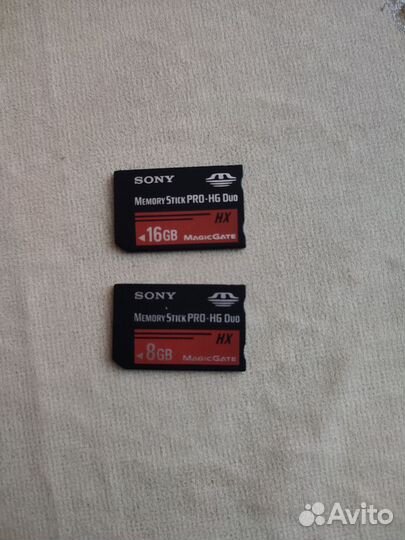 SONY
MEMORY STICK PRO-HG DUO
HX
16GB MAGICGATE
SONY
MEMORY STICK PRO-HG DUO
HX
8GB MAGICGATE
Avito